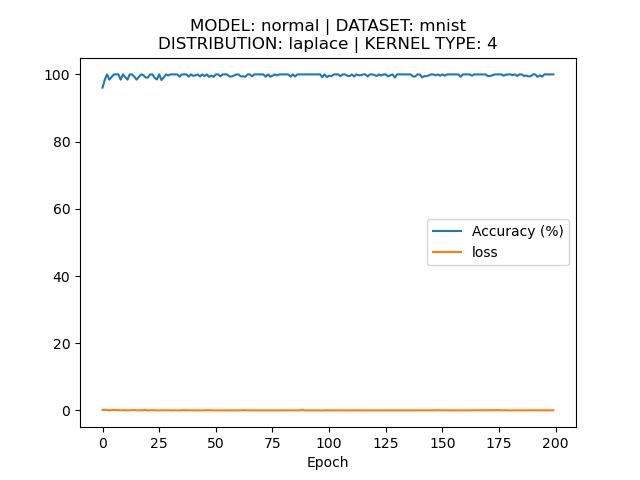 MODEL: normal | DATASET: mnist
DISTRIBUTION: laplace | KERNEL TYPE: 4
100
80
60
40
20
0
Accuracy (%)
loss
0 25 50 75 100 125 150 175 200
Epoch